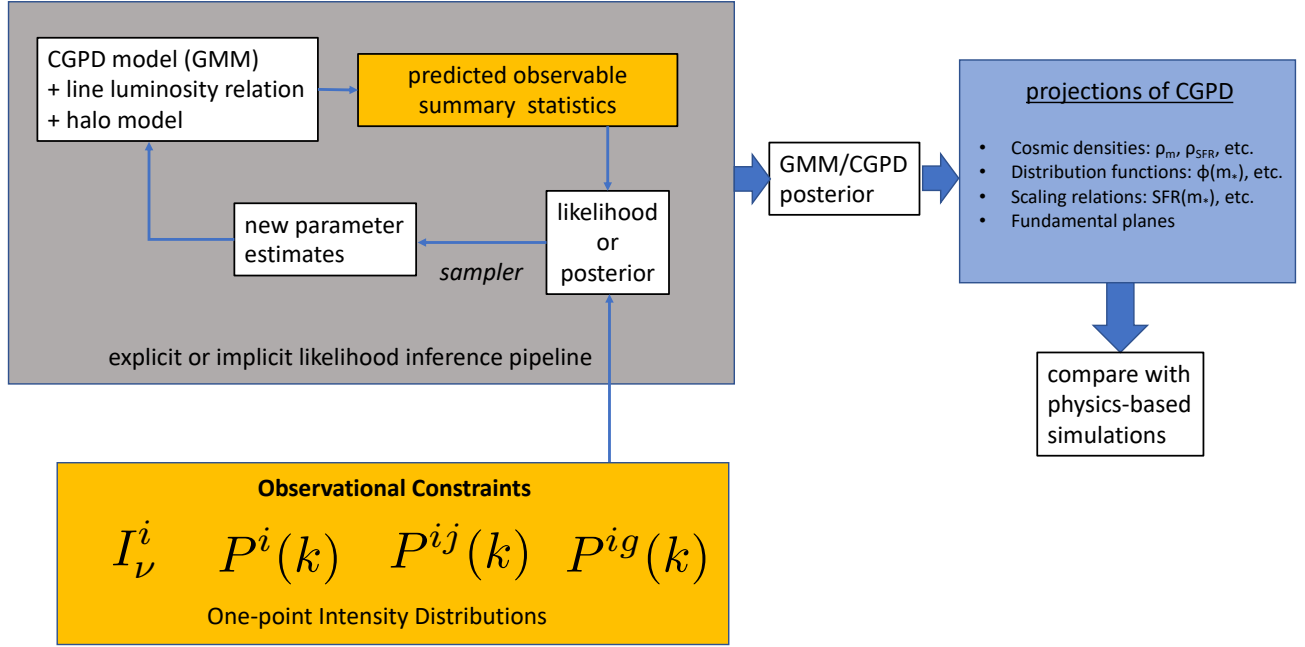 CGPD model (GMM)
+ line luminosity relation
+ halo model
predicted observable
summary statistics
new parameter
estimates
sampler
likelihood
or
posterior
explicit or implicit likelihood inference pipeline
GMM/CGPD
posterior
projections of CGPD
• Cosmic densities: ρₘ, ρ_SFR, etc.
• Distribution functions: ϕ(m⁎), etc.
• Scaling relations: SFR(m⁎), etc.
• Fundamental planes
compare with
physics-based
simulations
Observational Constraints
I_ν^i P^i(k) P^{ij}(k) P^{ig}(k)
One-point Intensity Distributions